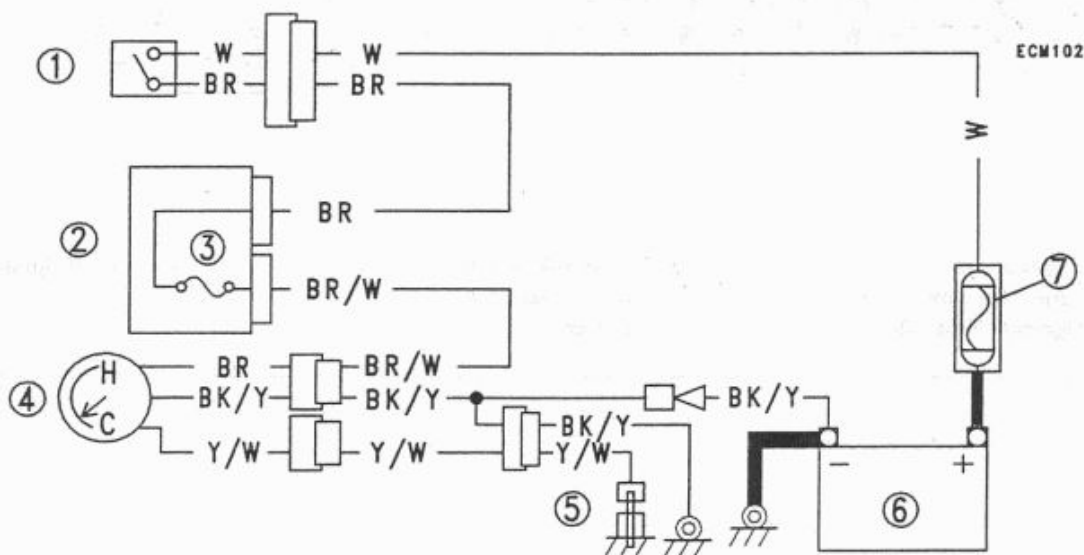 ECM102
① W W
BR BR
W
② BR
③
BR/W
⑦
④ H BR BR/W
BK/Y BK/Y BK/Y
C Y/W Y/W BK/Y
Y/W
⑤
− +
⑥